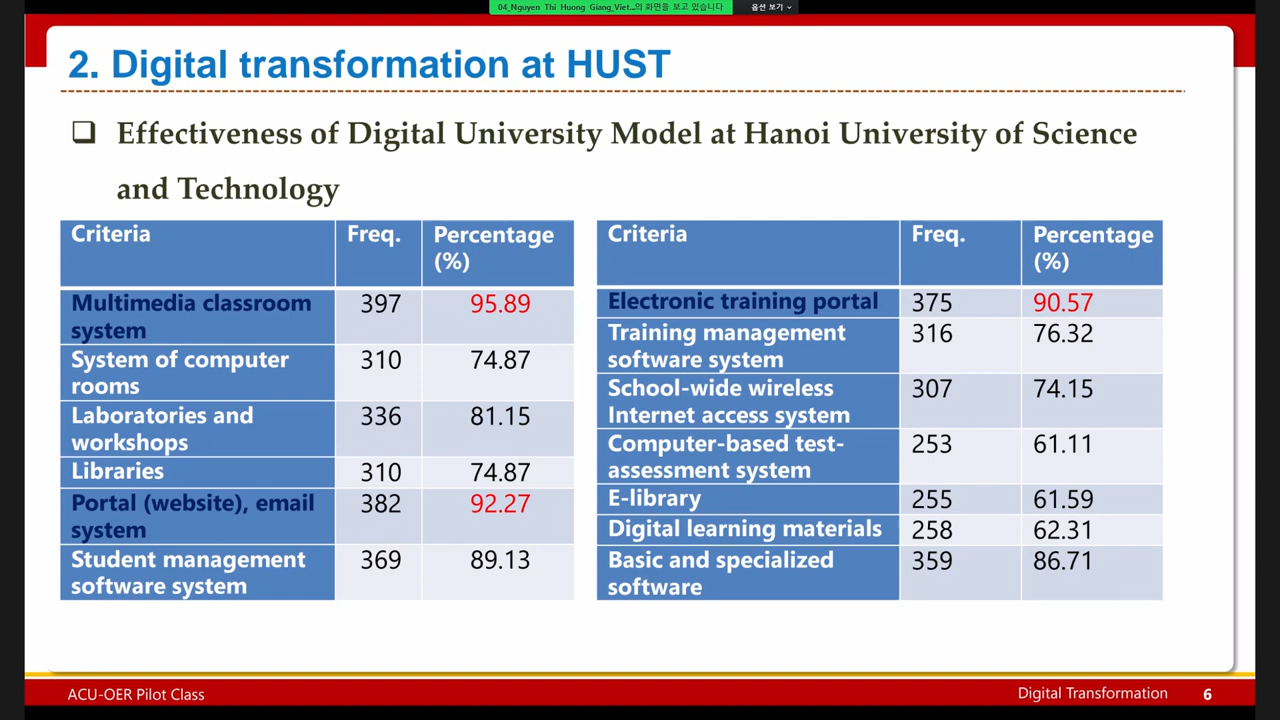 04_Nguyen Thi Huong Giang_Viet...의 화면을 보고 있습니다
옵션 보기
2. Digital transformation at HUST
Effectiveness of Digital University Model at Hanoi University of Science
and Technology
Criteria Freq. Percentage
(%)
Multimedia classroom 397 95.89
system
System of computer 310 74.87
rooms
Laboratories and 336 81.15
workshops
Libraries 310 74.87
Portal (website), email 382 92.27
system
Student management 369 89.13
software system
Criteria Freq. Percentage
(%)
Electronic training portal 375 90.57
Training management 316 76.32
software system
School-wide wireless 307 74.15
Internet access system
Computer-based test- 253 61.11
assessment system
E-library 255 61.59
Digital learning materials 258 62.31
Basic and specialized 359 86.71
software
ACU-OER Pilot Class
Digital Transformation 6